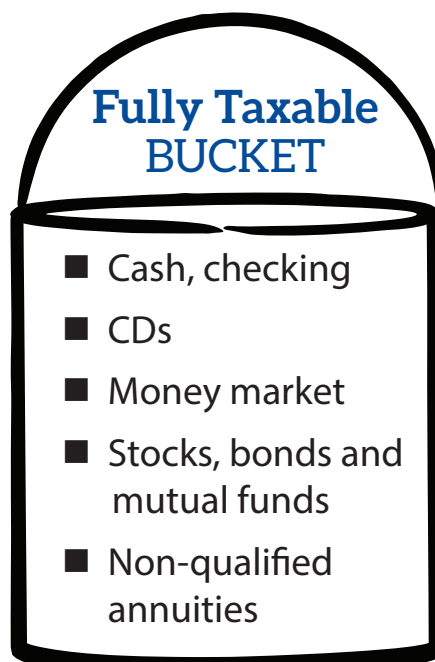 Fully Taxable
BUCKET
■ Cash, checking
■ CDs
■ Money market
■ Stocks, bonds and
mutual funds
■ Non-qualified
annuities